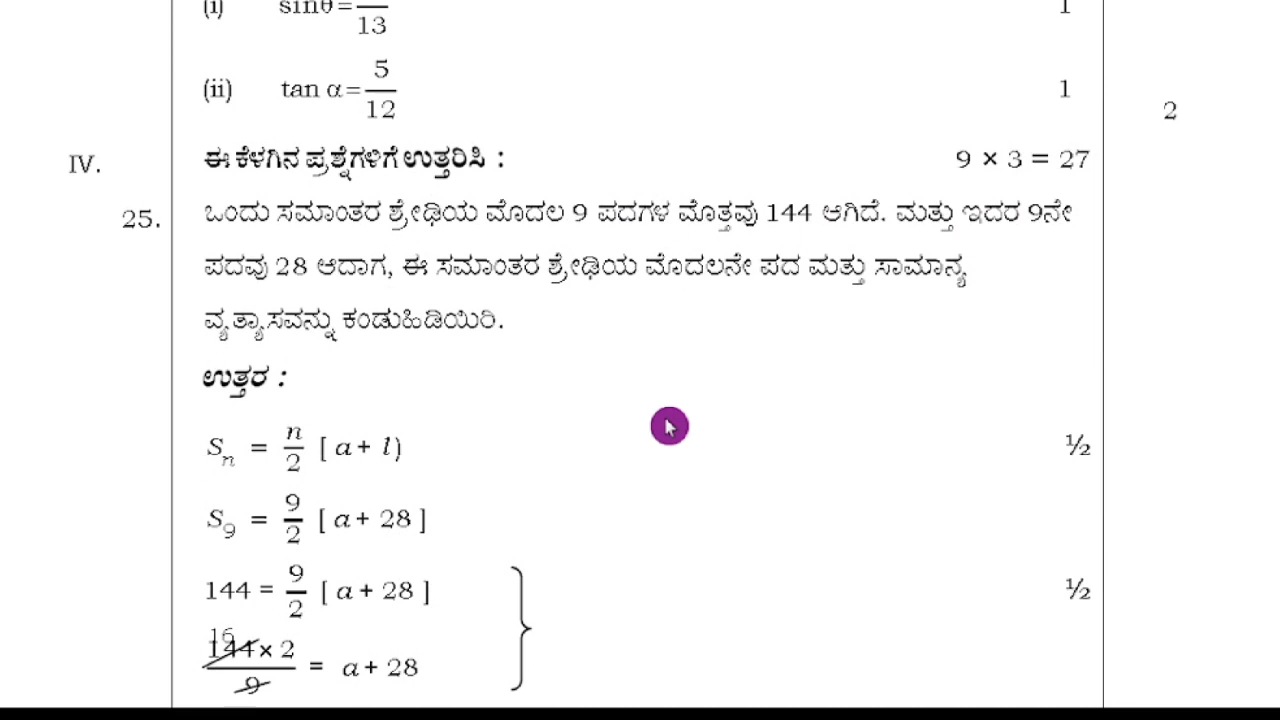 (i) sinθ = — 13 1
(ii) tan α = 5/12 1
2
IV. ಈ ಕೆಳಗಿನ ಪ್ರಶ್ನೆಗಳಿಗೆ ಉತ್ತರಿಸಿ : 9 × 3 = 27
25. ಒಂದು ಸಮಾಂತರ ಶ್ರೇಢಿಯ ಮೊದಲ 9 ಪದಗಳ ಮೊತ್ತವು 144 ಆಗಿದೆ. ಮತ್ತು ಇದರ 9ನೇ
ಪದವು 28 ಆದಾಗ, ಈ ಸಮಾಂತರ ಶ್ರೇಢಿಯ ಮೊದಲನೇ ಪದ ಮತ್ತು ಸಾಮಾನ್ಯ
ವ್ಯತ್ಯಾಸವನ್ನು ಕಂಡುಹಿಡಿಯಿರಿ.
ಉತ್ತರ :
Sn = n/2 [ a + l ) ½
S9 = 9/2 [ a + 28 ]
144 = 9/2 [ a + 28 ] ½
16
144 × 2 / 9 = a + 28